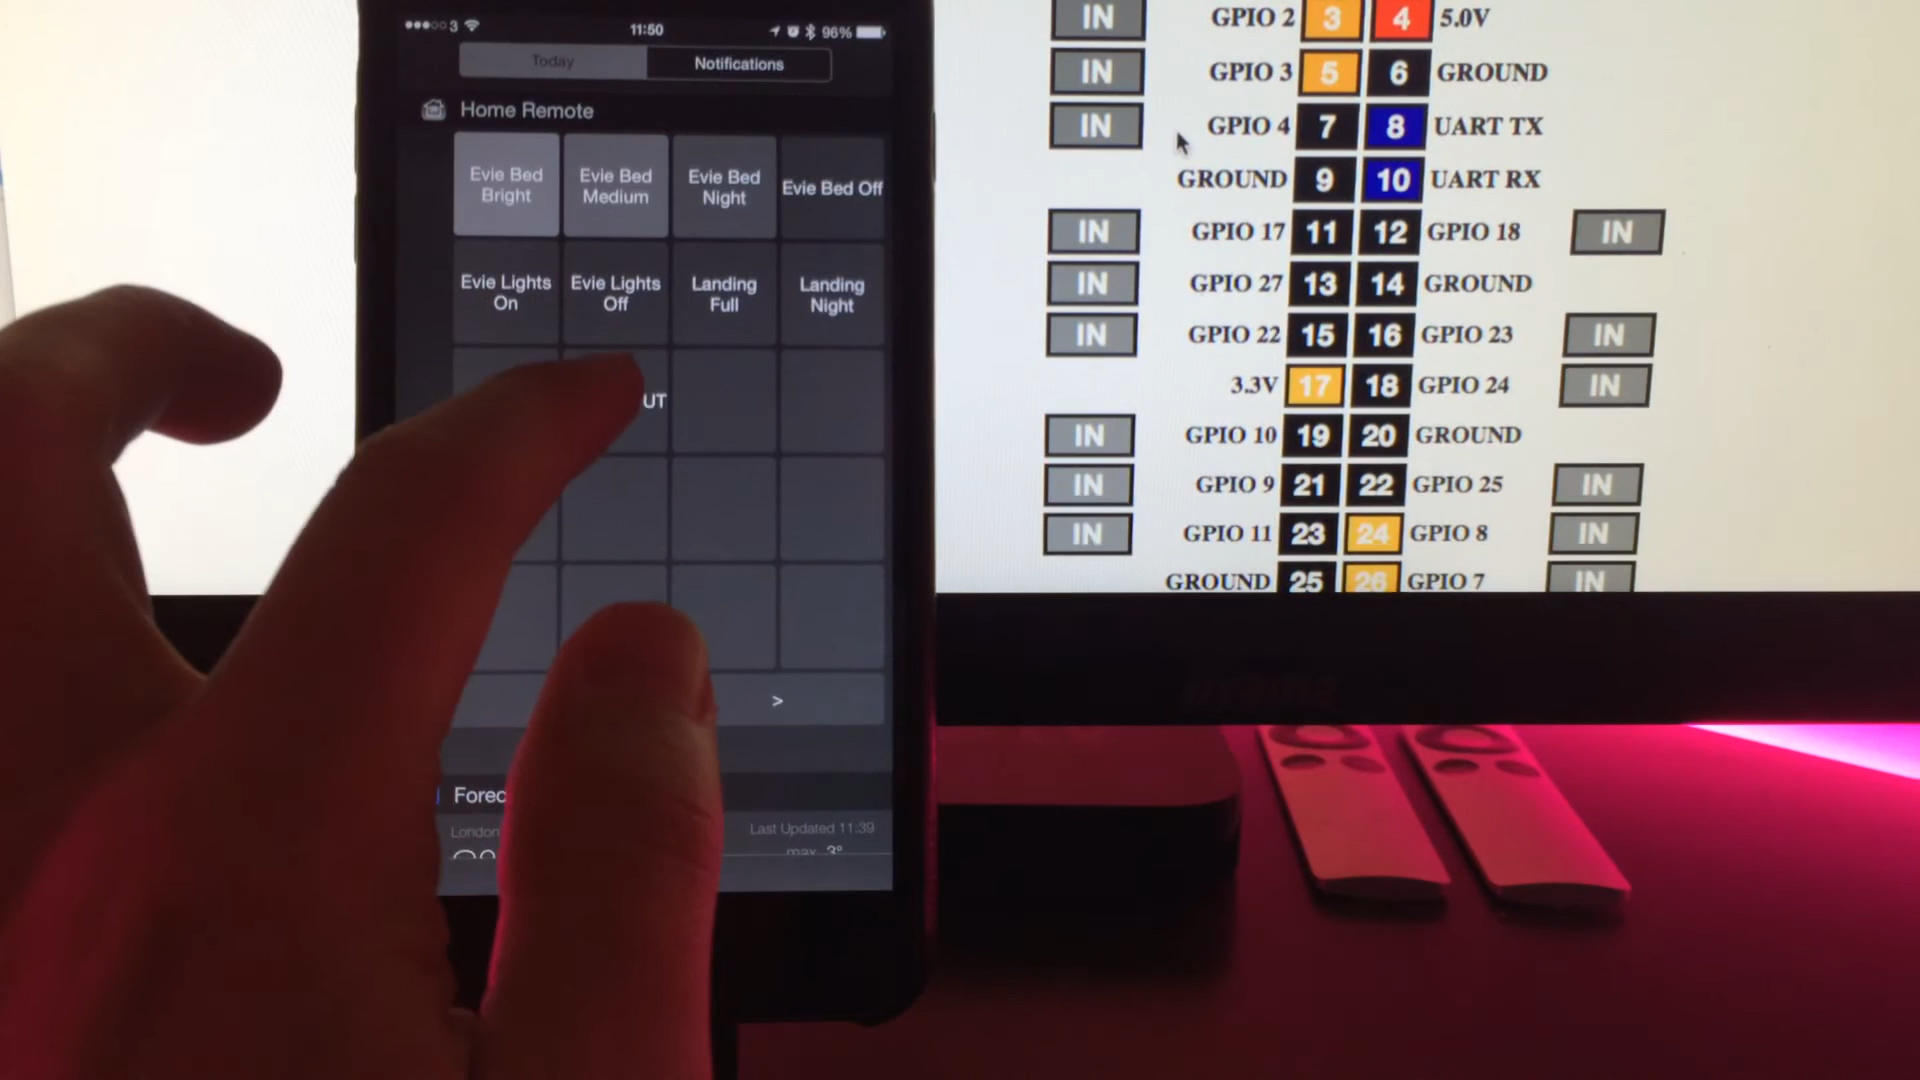 3 11:50 96%
Today Notifications
Home Remote
Evie Bed Bright
Evie Bed Medium
Evie Bed Night
Evie Bed Off
Evie Lights On
Evie Lights Off
Landing Full
Landing Night
UT
>
Forec
London
Last Updated 11:39
max 3°
IN GPIO 2 3 4 5.0V
IN GPIO 3 5 6 GROUND
IN GPIO 4 7 8 UART TX
GROUND 9 10 UART RX
IN GPIO 17 11 12 GPIO 18 IN
IN GPIO 27 13 14 GROUND
IN GPIO 22 15 16 GPIO 23 IN
3.3V 17 18 GPIO 24 IN
IN GPIO 10 19 20 GROUND
IN GPIO 9 21 22 GPIO 25 IN
IN GPIO 11 23 24 GPIO 8 IN
GROUND 25 26 GPIO 7 IN